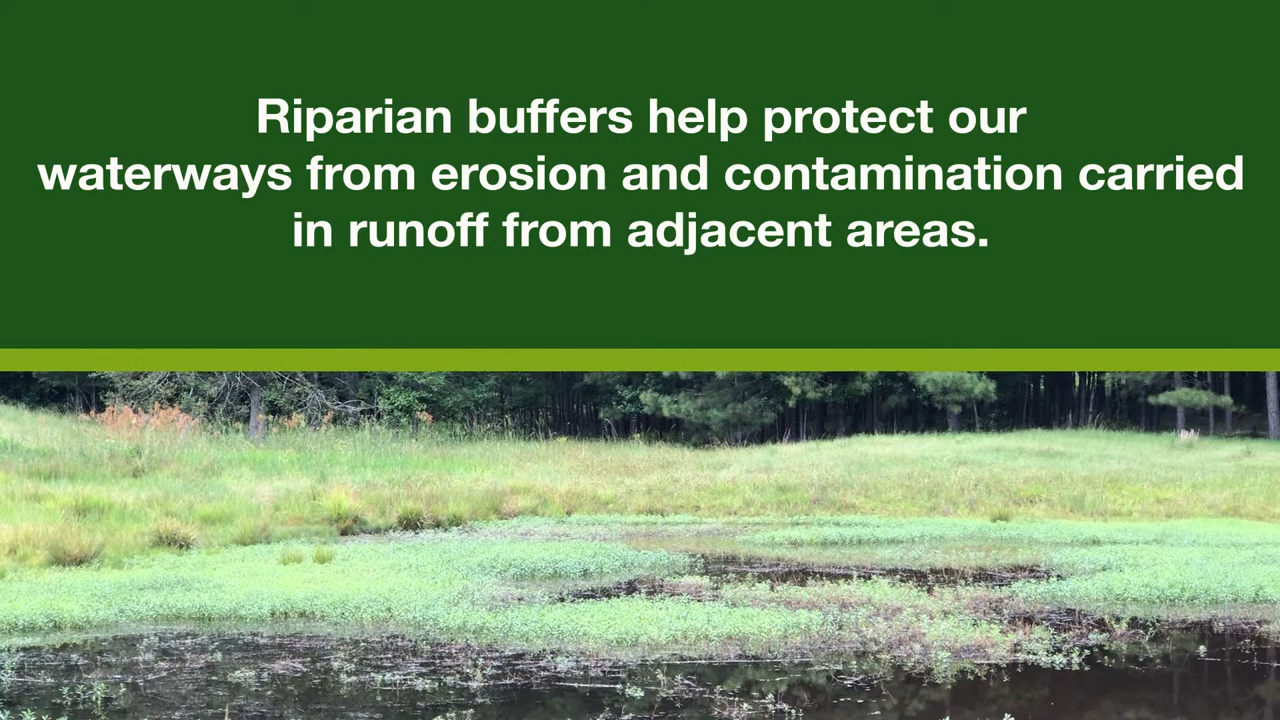 Riparian buffers help protect our
waterways from erosion and contamination carried
in runoff from adjacent areas.